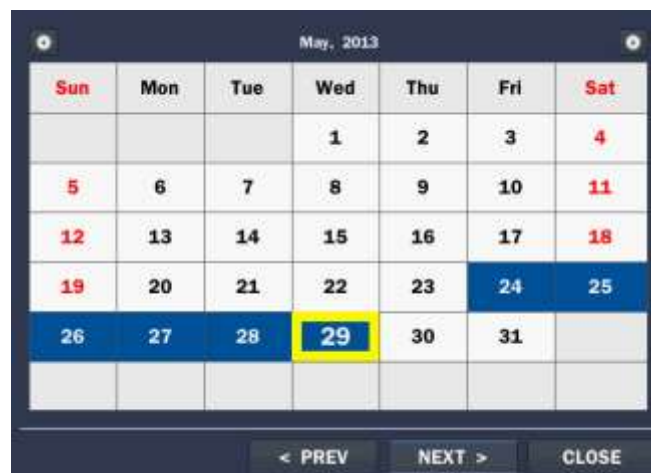 May, 2013
Sun Mon Tue Wed Thu Fri Sat
1 2 3 4
5 6 7 8 9 10 11
12 13 14 15 16 17 18
19 20 21 22 23 24 25
26 27 28 29 30 31
< PREV NEXT > CLOSE